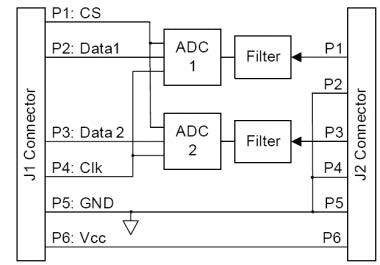 P1: CS
P2: Data1
P3: Data 2
P4: Clk
P5: GND
P6: Vcc
J1 Connector
ADC
1
Filter
ADC
2
Filter
P1
P2
P3
P4
P5
P6
J2 Connector